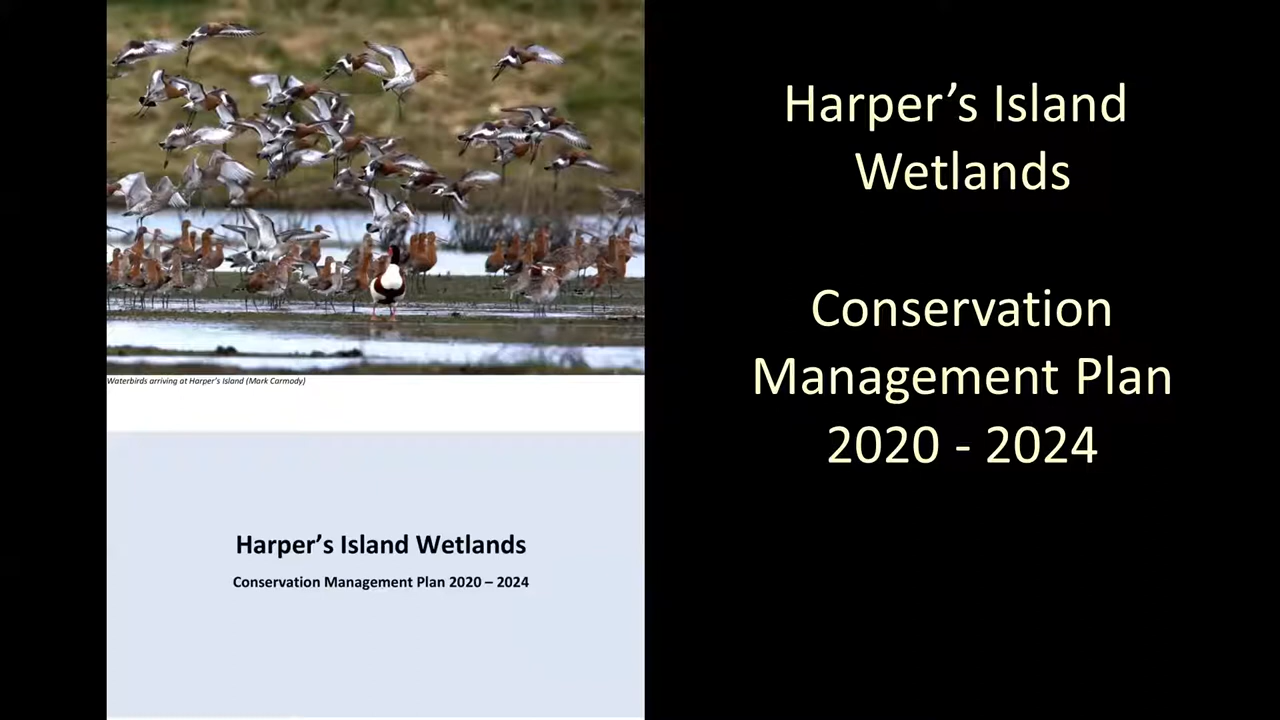 Waterbirds arriving at Harper's Island (Mark Carmody)
Harper's Island Wetlands
Conservation Management Plan 2020 – 2024
Harper's Island
Wetlands
Conservation
Management Plan
2020 - 2024